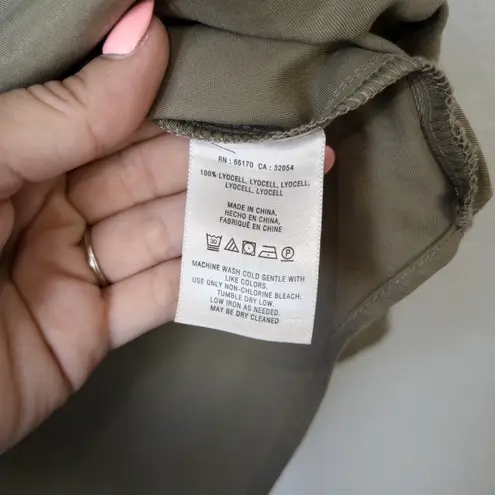 RN : 66170 CA : 32054
100% LYOCELL, LYOCELL, LYOCELL,
LYOCELL, LYOCELL
MADE IN CHINA,
HECHO EN CHINA,
FABRIQUÉ EN CHINE
30 P
MACHINE WASH COLD GENTLE WITH
LIKE COLORS.
USE ONLY NON-CHLORINE BLEACH.
TUMBLE DRY LOW.
LOW IRON AS NEEDED.
MAY BE DRY CLEANED